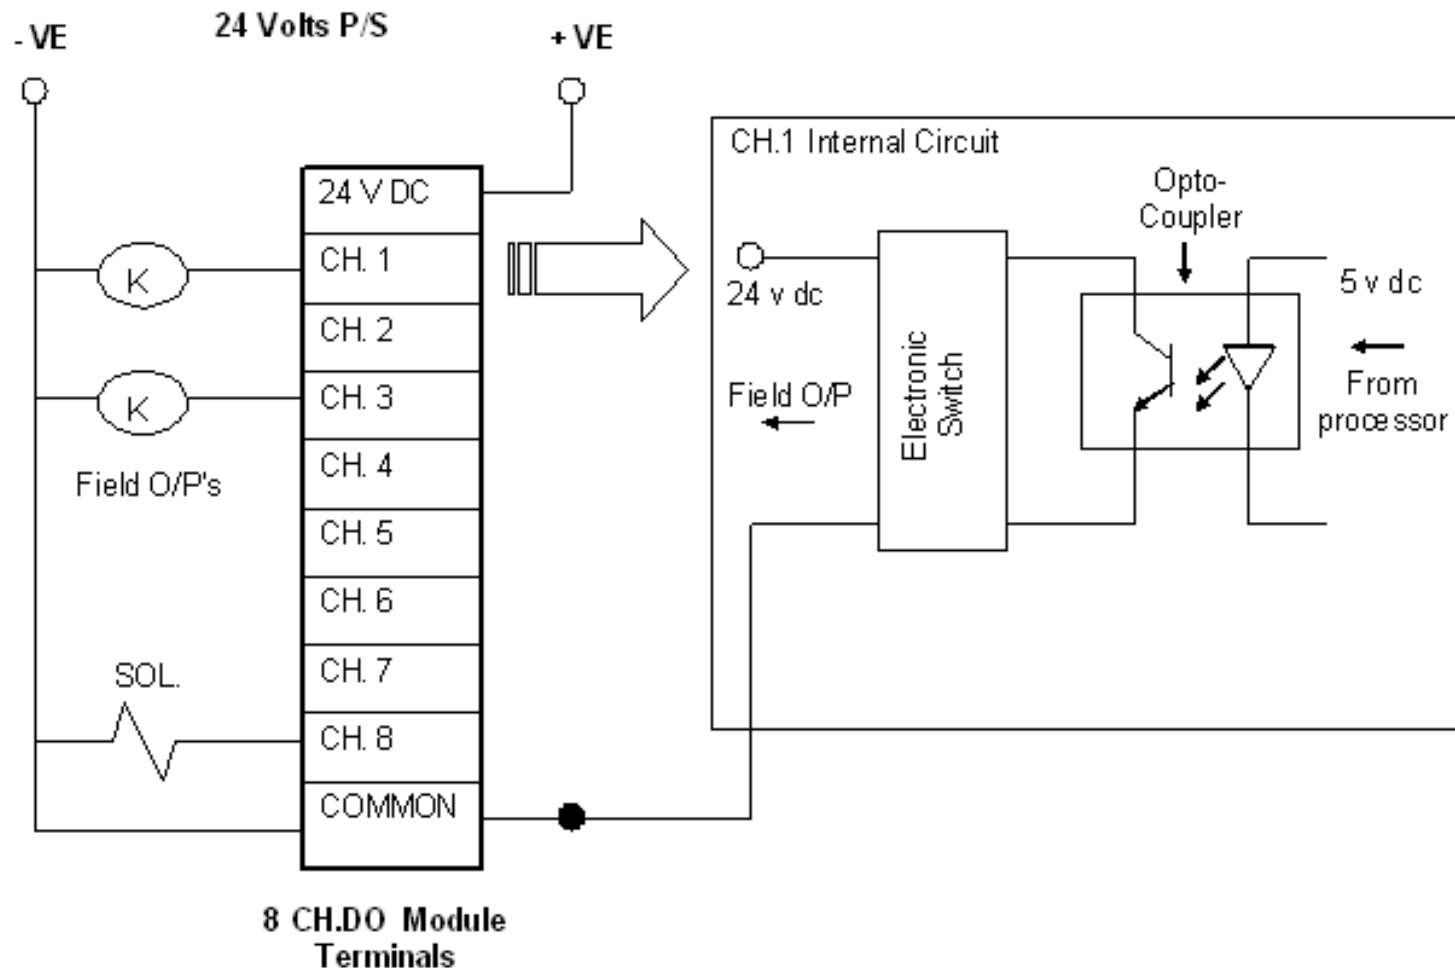 24 Volts P/S
- VE
+ VE
24 V DC
CH. 1
CH. 2
CH. 3
CH. 4
CH. 5
CH. 6
CH. 7
CH. 8
COMMON
K
K
Field O/P's
SOL.
8 CH.DO Module
Terminals
CH.1 Internal Circuit
Opto-
Coupler
24 v dc
5 v dc
Field O/P
Electronic
Switch
From
processor